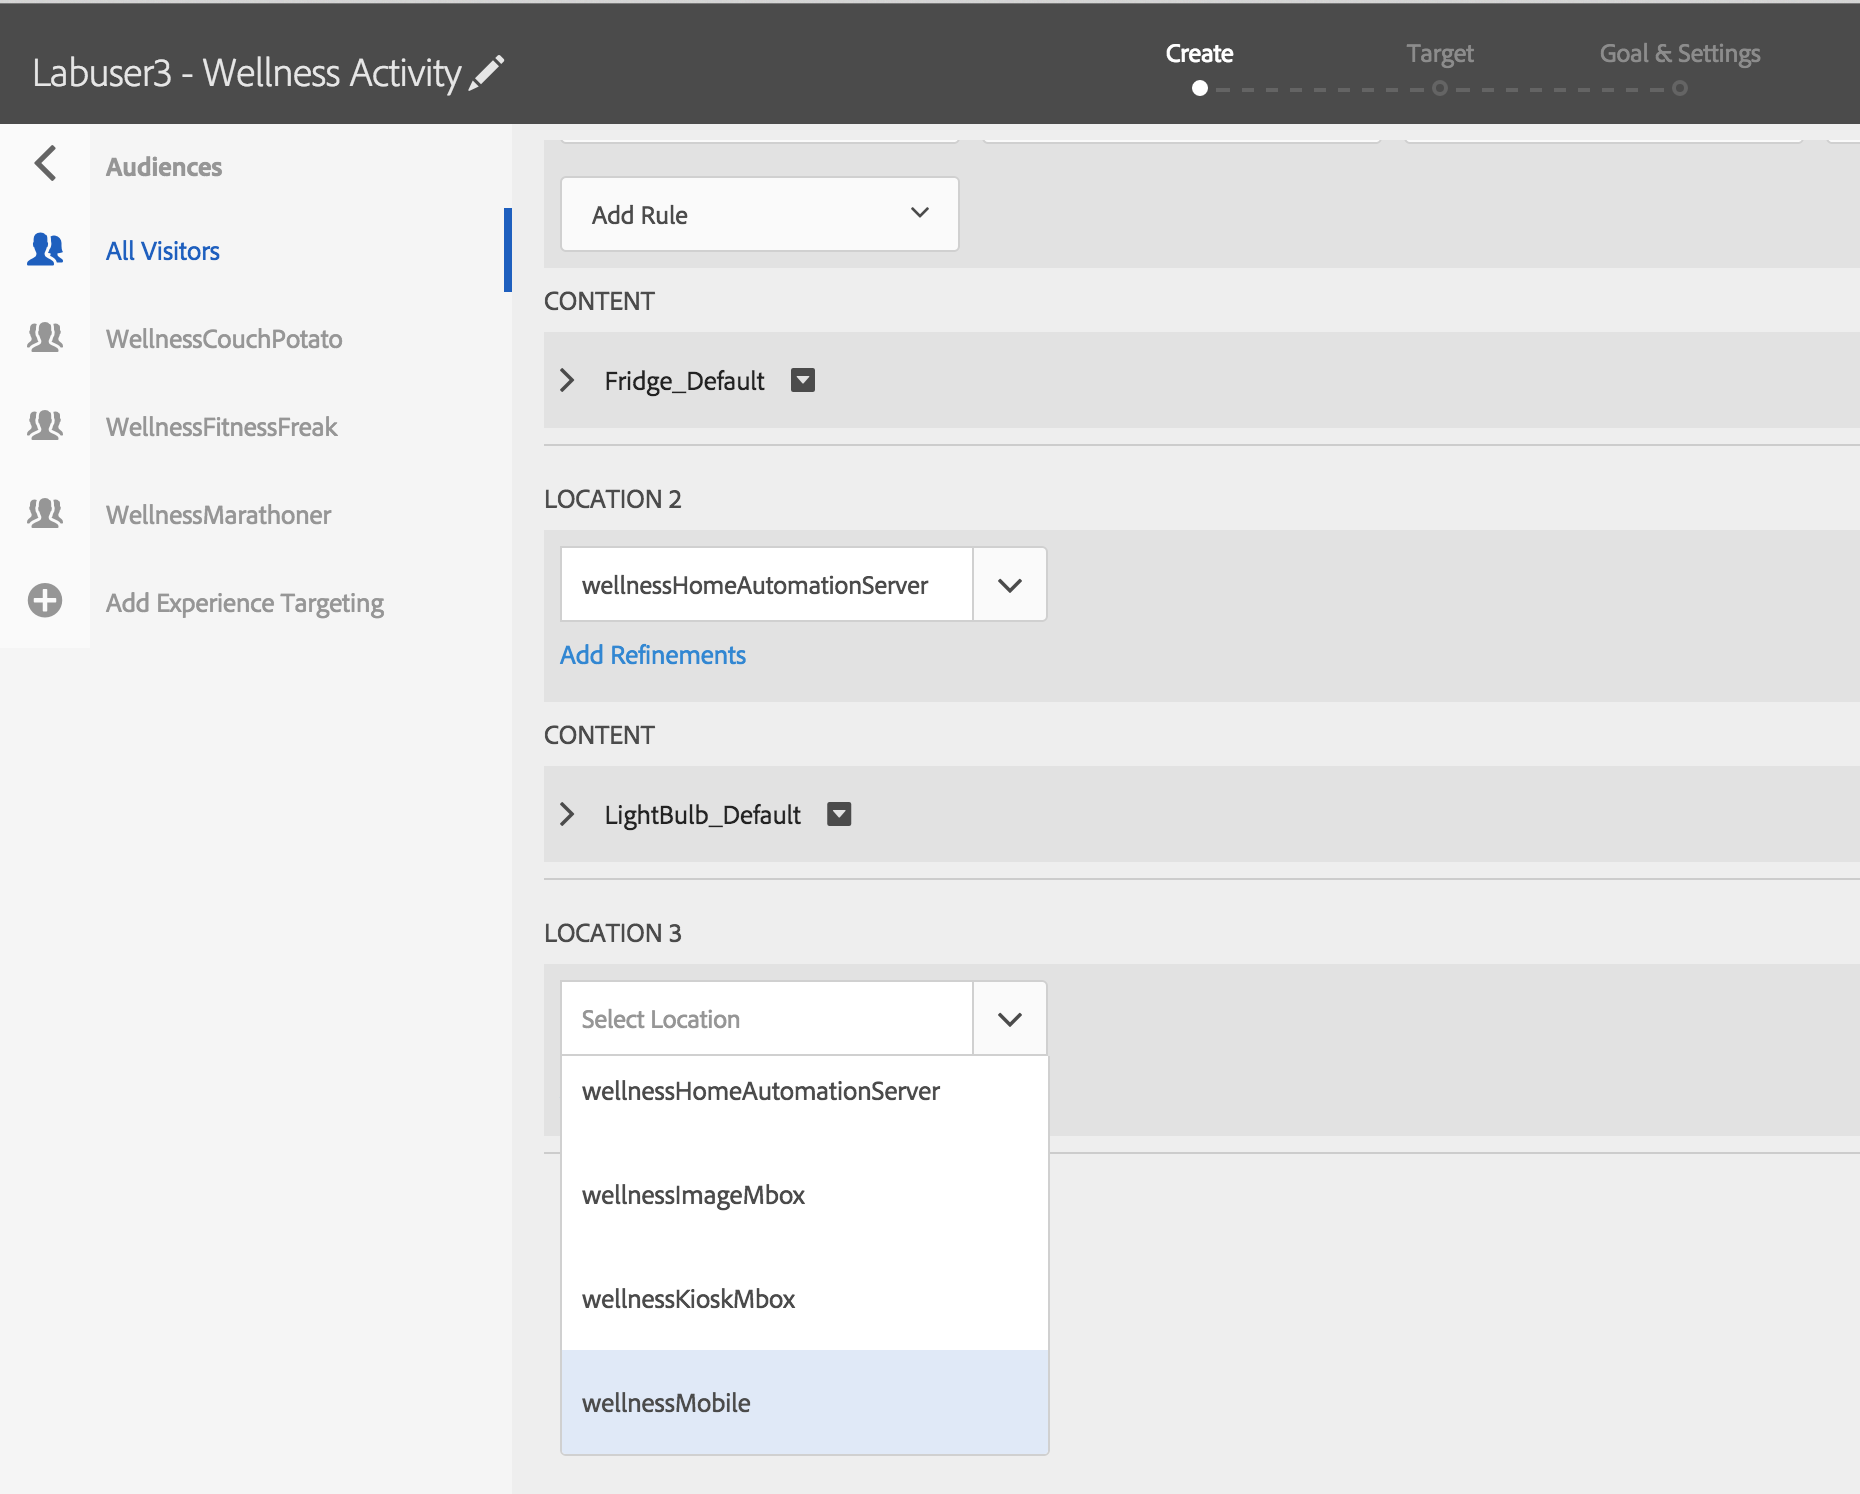 Labuser3 - Wellness Activity
Create
Target
Goal & Settings
Audiences
All Visitors
WellnessCouchPotato
WellnessFitnessFreak
WellnessMarathoner
Add Experience Targeting
Add Rule
CONTENT
Fridge_Default
LOCATION 2
wellnessHomeAutomationServer
Add Refinements
CONTENT
LightBulb_Default
LOCATION 3
Select Location
wellnessHomeAutomationServer
wellnessImageMbox
wellnessKioskMbox
wellnessMobile